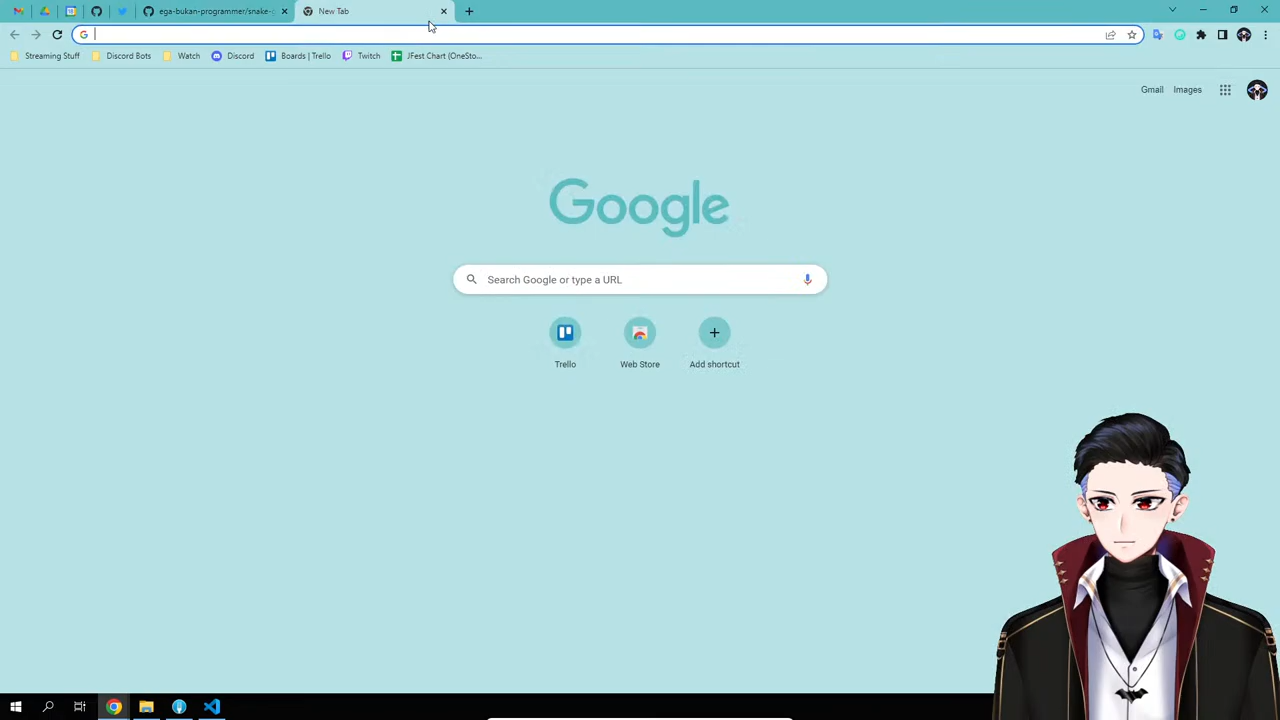 ega-bukan-programmer/snake-
New Tab
Streaming Stuff
Discord Bots
Watch
Discord
Boards | Trello
Twitch
JFest Chart (OneSto...
Gmail
Images
Google
Search Google or type a URL
Trello
Web Store
Add shortcut